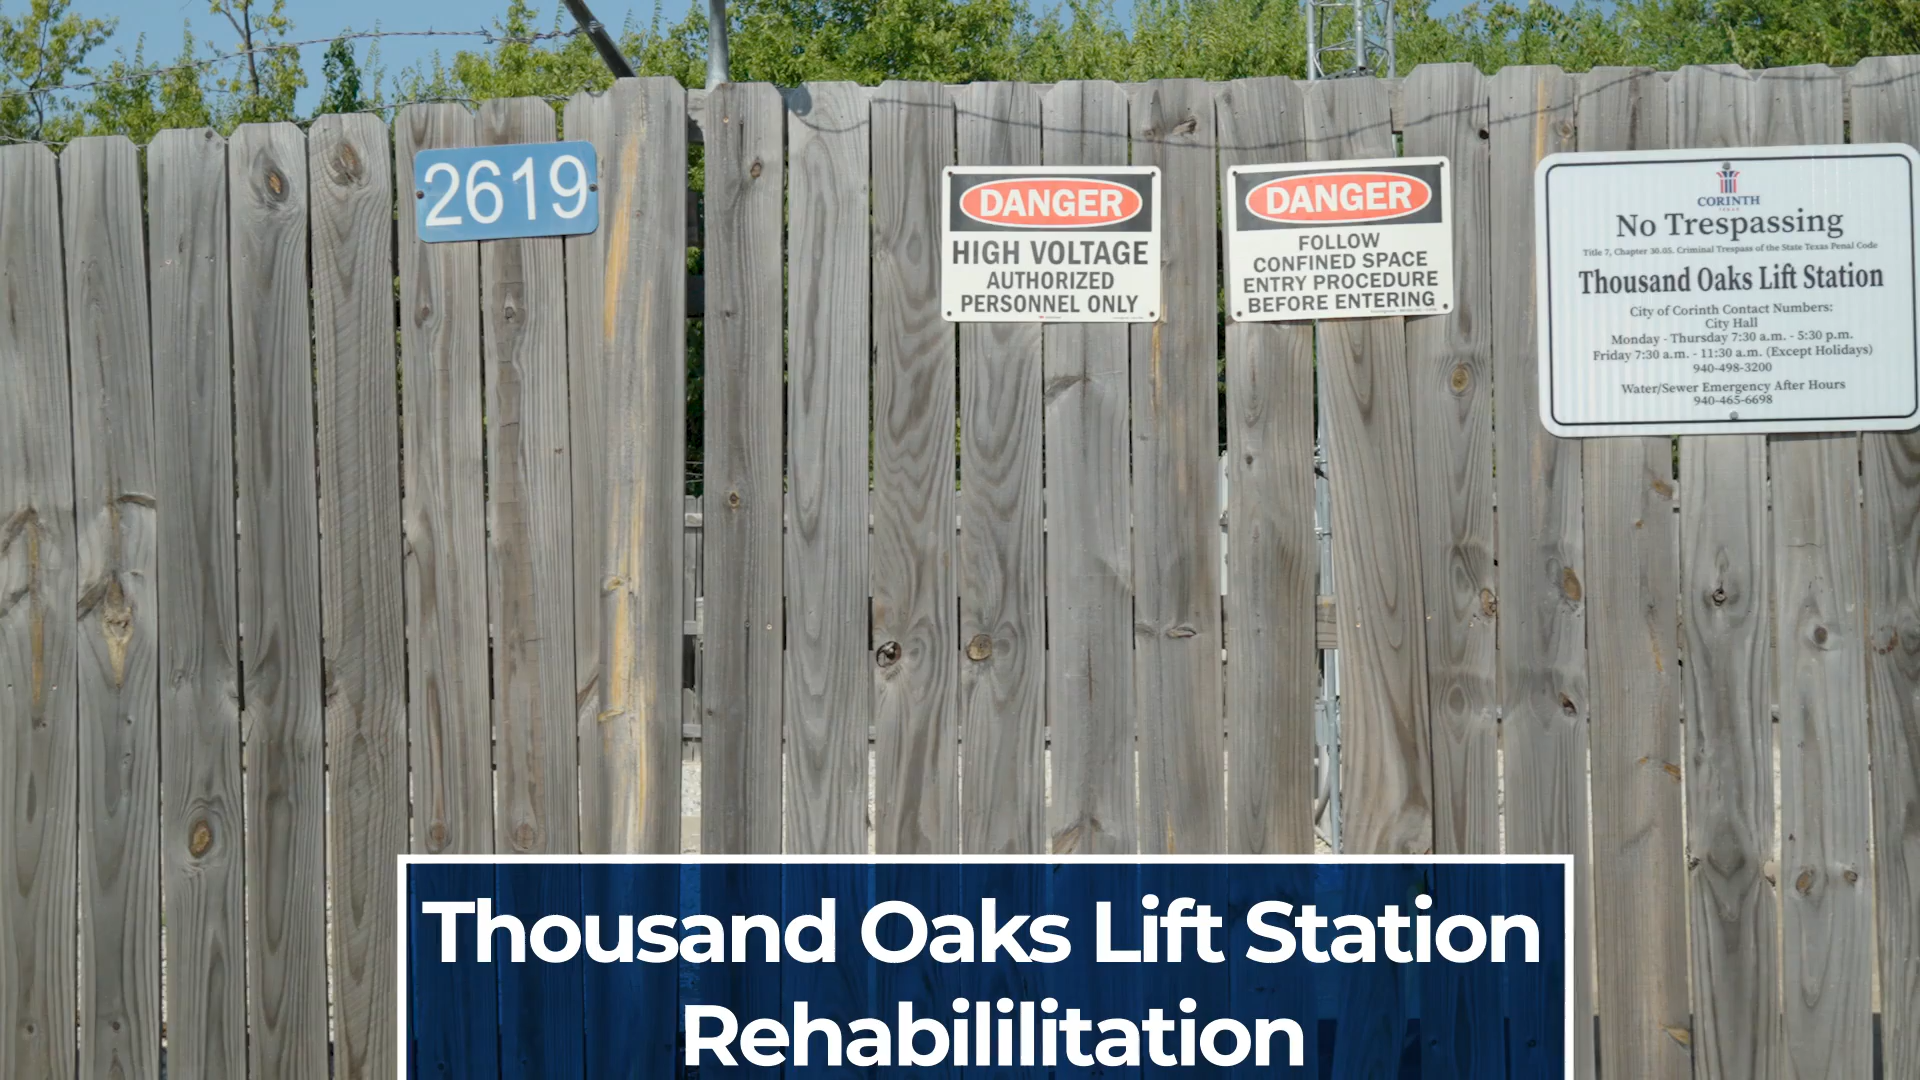 2619
DANGER
HIGH VOLTAGE
AUTHORIZED
PERSONNEL ONLY
DANGER
FOLLOW
CONFINED SPACE
ENTRY PROCEDURE
BEFORE ENTERING
CORINTH
No Trespassing
Title 7, Chapter 30.05. Criminal Trespass of the State Texas Penal Code
Thousand Oaks Lift Station
City of Corinth Contact Numbers:
City Hall
Monday - Thursday 7:30 a.m. - 5:30 p.m.
Friday 7:30 a.m. - 11:30 a.m. (Except Holidays)
940-498-3200
Water/Sewer Emergency After Hours
940-465-6698
Thousand Oaks Lift Station
Rehabililitation